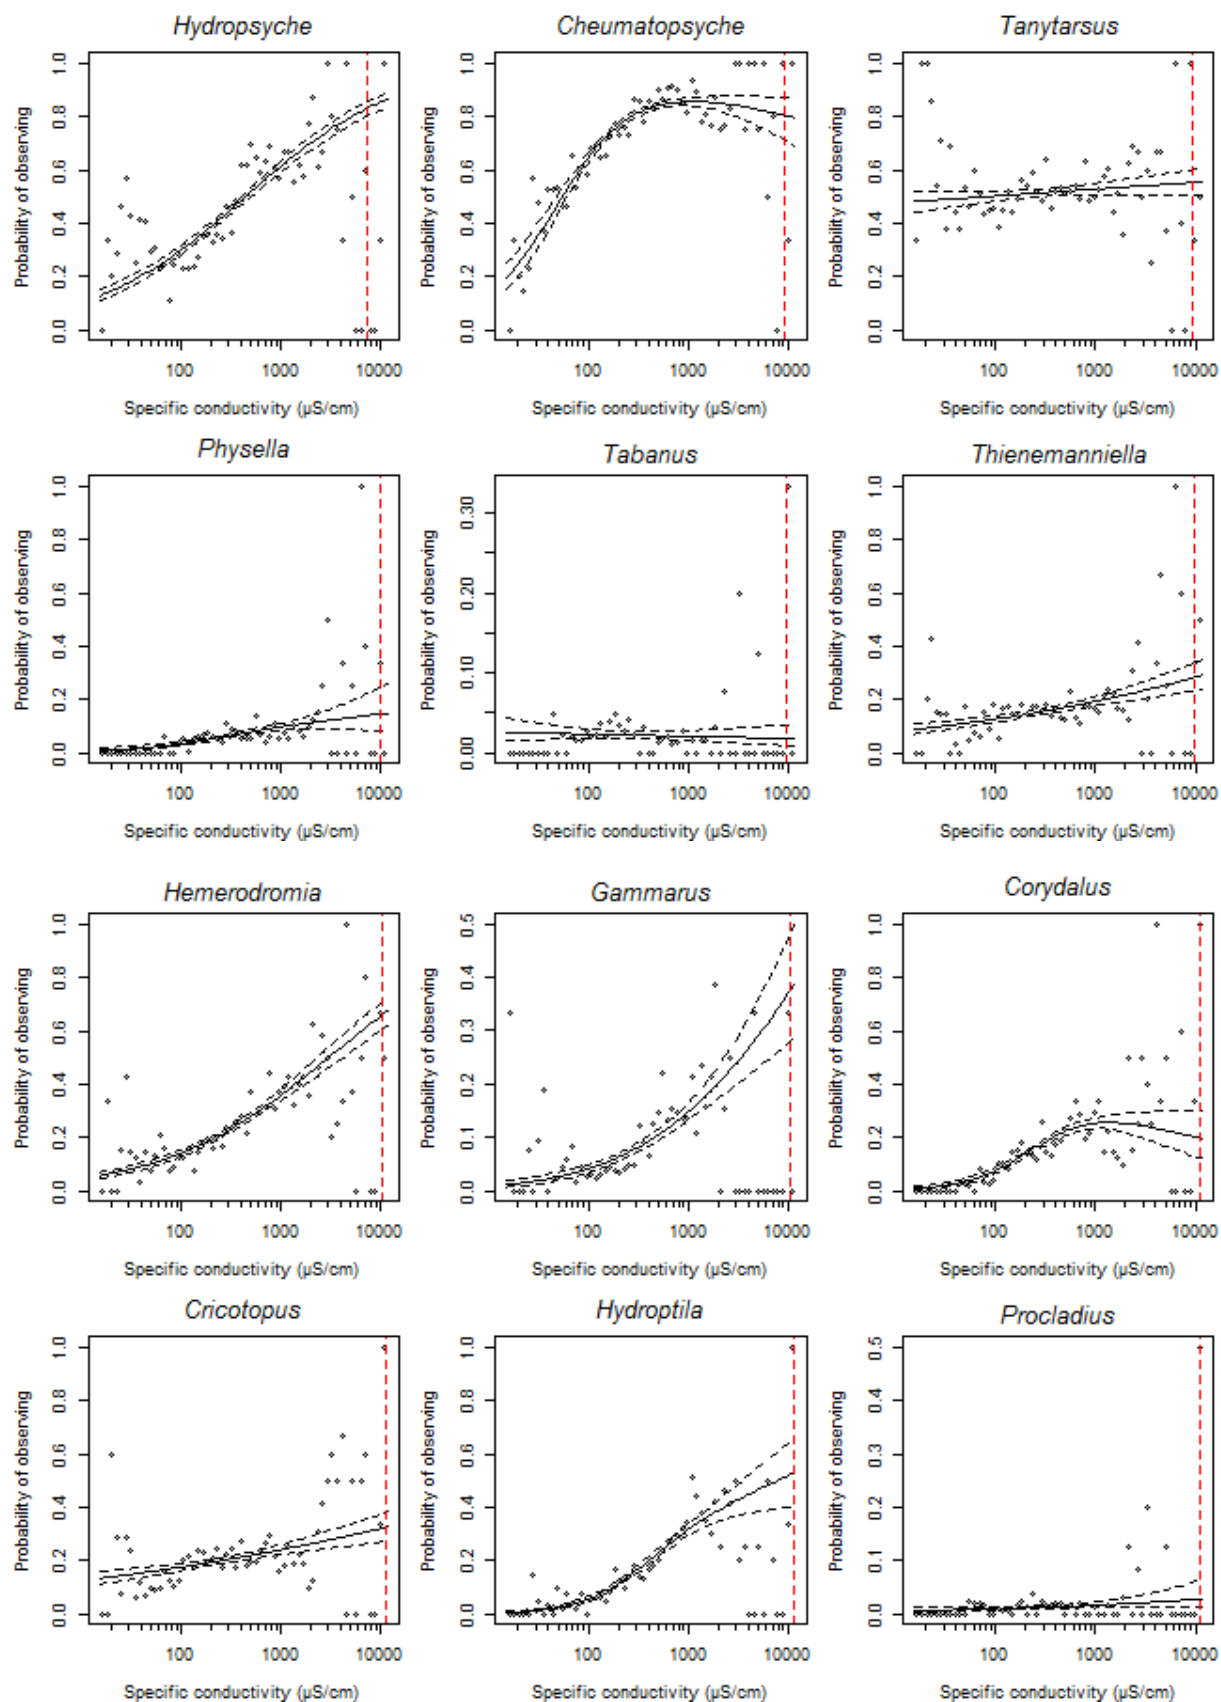 Hydropsyche Cheumatopsyche Tanytarsus
Probability of observing Probability of observing Probability of observing
0.0 0.2 0.4 0.6 0.8 1.0 0.0 0.2 0.4 0.6 0.8 1.0 0.0 0.2 0.4 0.6 0.8 1.0
100 1000 10000 100 1000 10000 100 1000 10000
Specific conductivity (µS/cm) Specific conductivity (µS/cm) Specific conductivity (µS/cm)
Physella Tabanus Thienemanniella
Probability of observing Probability of observing Probability of observing
0.0 0.2 0.4 0.6 0.8 1.0 0.00 0.10 0.20 0.30 0.0 0.2 0.4 0.6 0.8 1.0
100 1000 10000 100 1000 10000 100 1000 10000
Specific conductivity (µS/cm) Specific conductivity (µS/cm) Specific conductivity (µS/cm)
Hemerodromia Gammarus Corydalus
Probability of observing Probability of observing Probability of observing
0.0 0.2 0.4 0.6 0.8 1.0 0.0 0.1 0.2 0.3 0.4 0.5 0.0 0.2 0.4 0.6 0.8 1.0
100 1000 10000 100 1000 10000 100 1000 10000
Specific conductivity (µS/cm) Specific conductivity (µS/cm) Specific conductivity (µS/cm)
Cricotopus Hydroptila Procladius
Probability of observing Probability of observing Probability of observing
0.0 0.2 0.4 0.6 0.8 1.0 0.0 0.2 0.4 0.6 0.8 1.0 0.0 0.1 0.2 0.3 0.4 0.5
100 1000 10000 100 1000 10000 100 1000 10000
Specific conductivity (µS/cm) Specific conductivity (µS/cm) Specific conductivity (µS/cm)